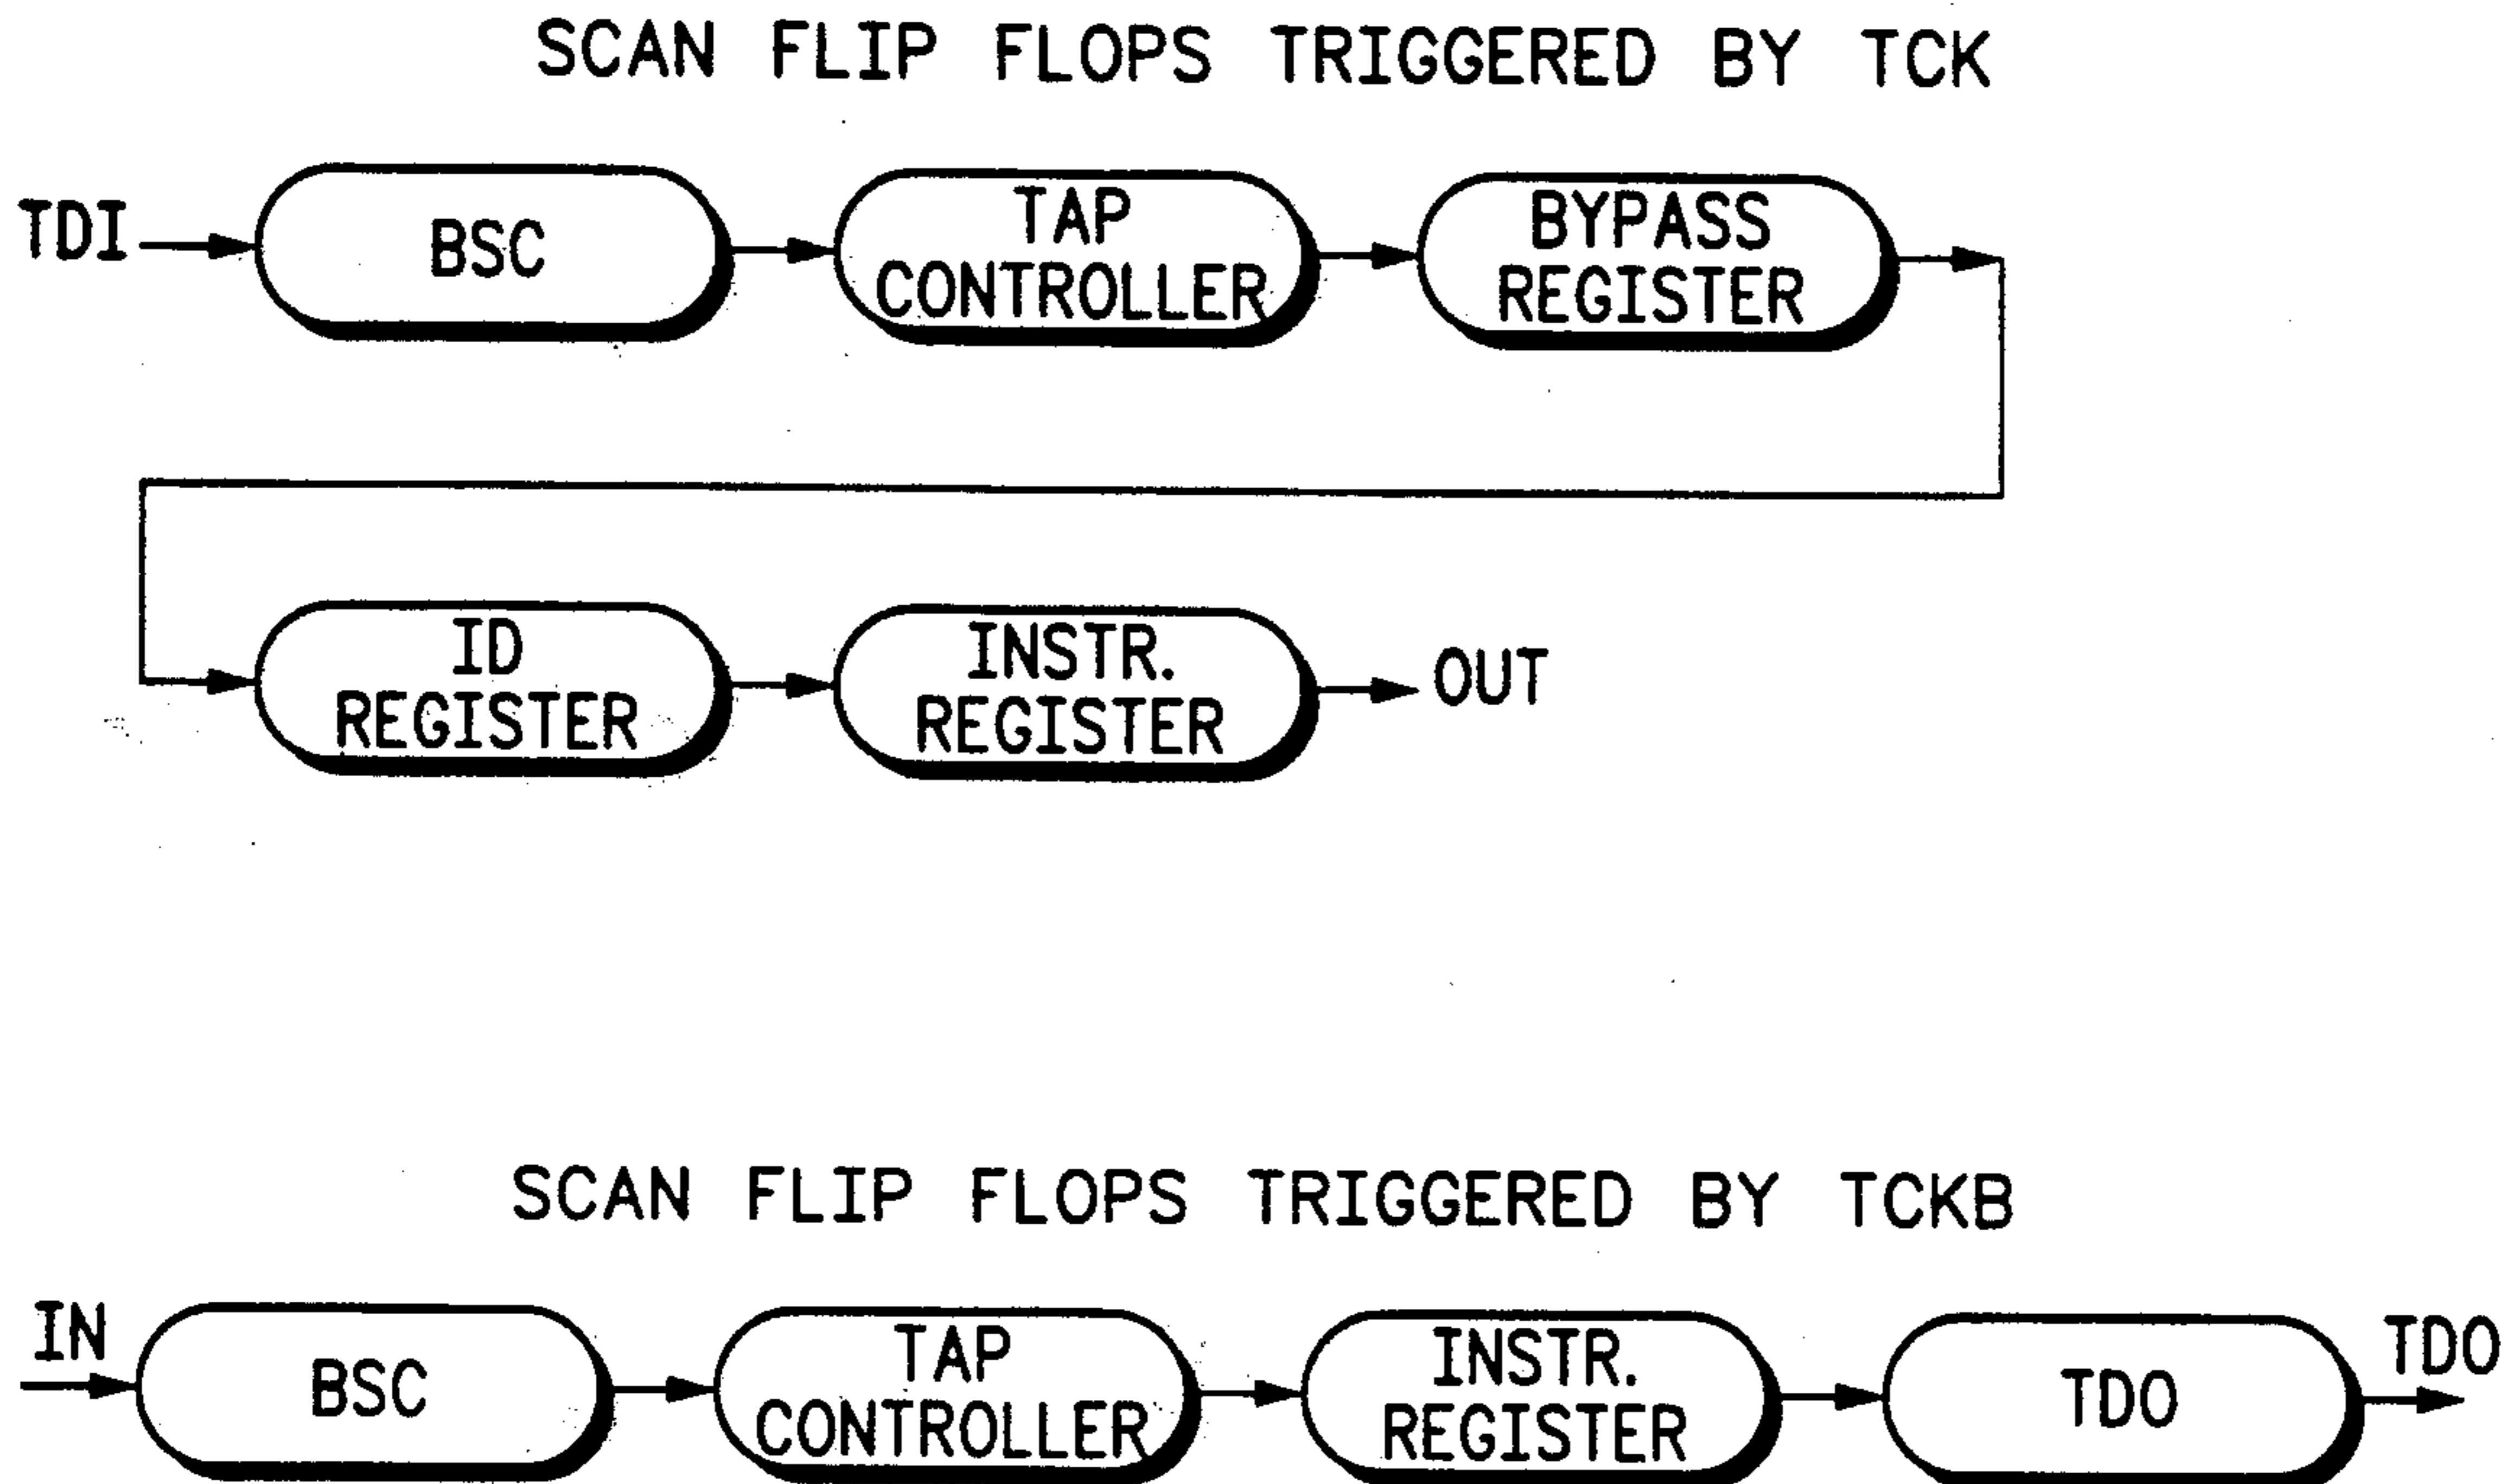 SCAN FLIP FLOPS TRIGGERED BY TCK
TDI
BSC
TAP
CONTROLLER
BYPASS
REGISTER
ID
REGISTER
INSTR.
REGISTER
OUT
SCAN FLIP FLOPS TRIGGERED BY TCKB
IN
BSC
TAP
CONTROLLER
INSTR.
REGISTER
TDO
TDO